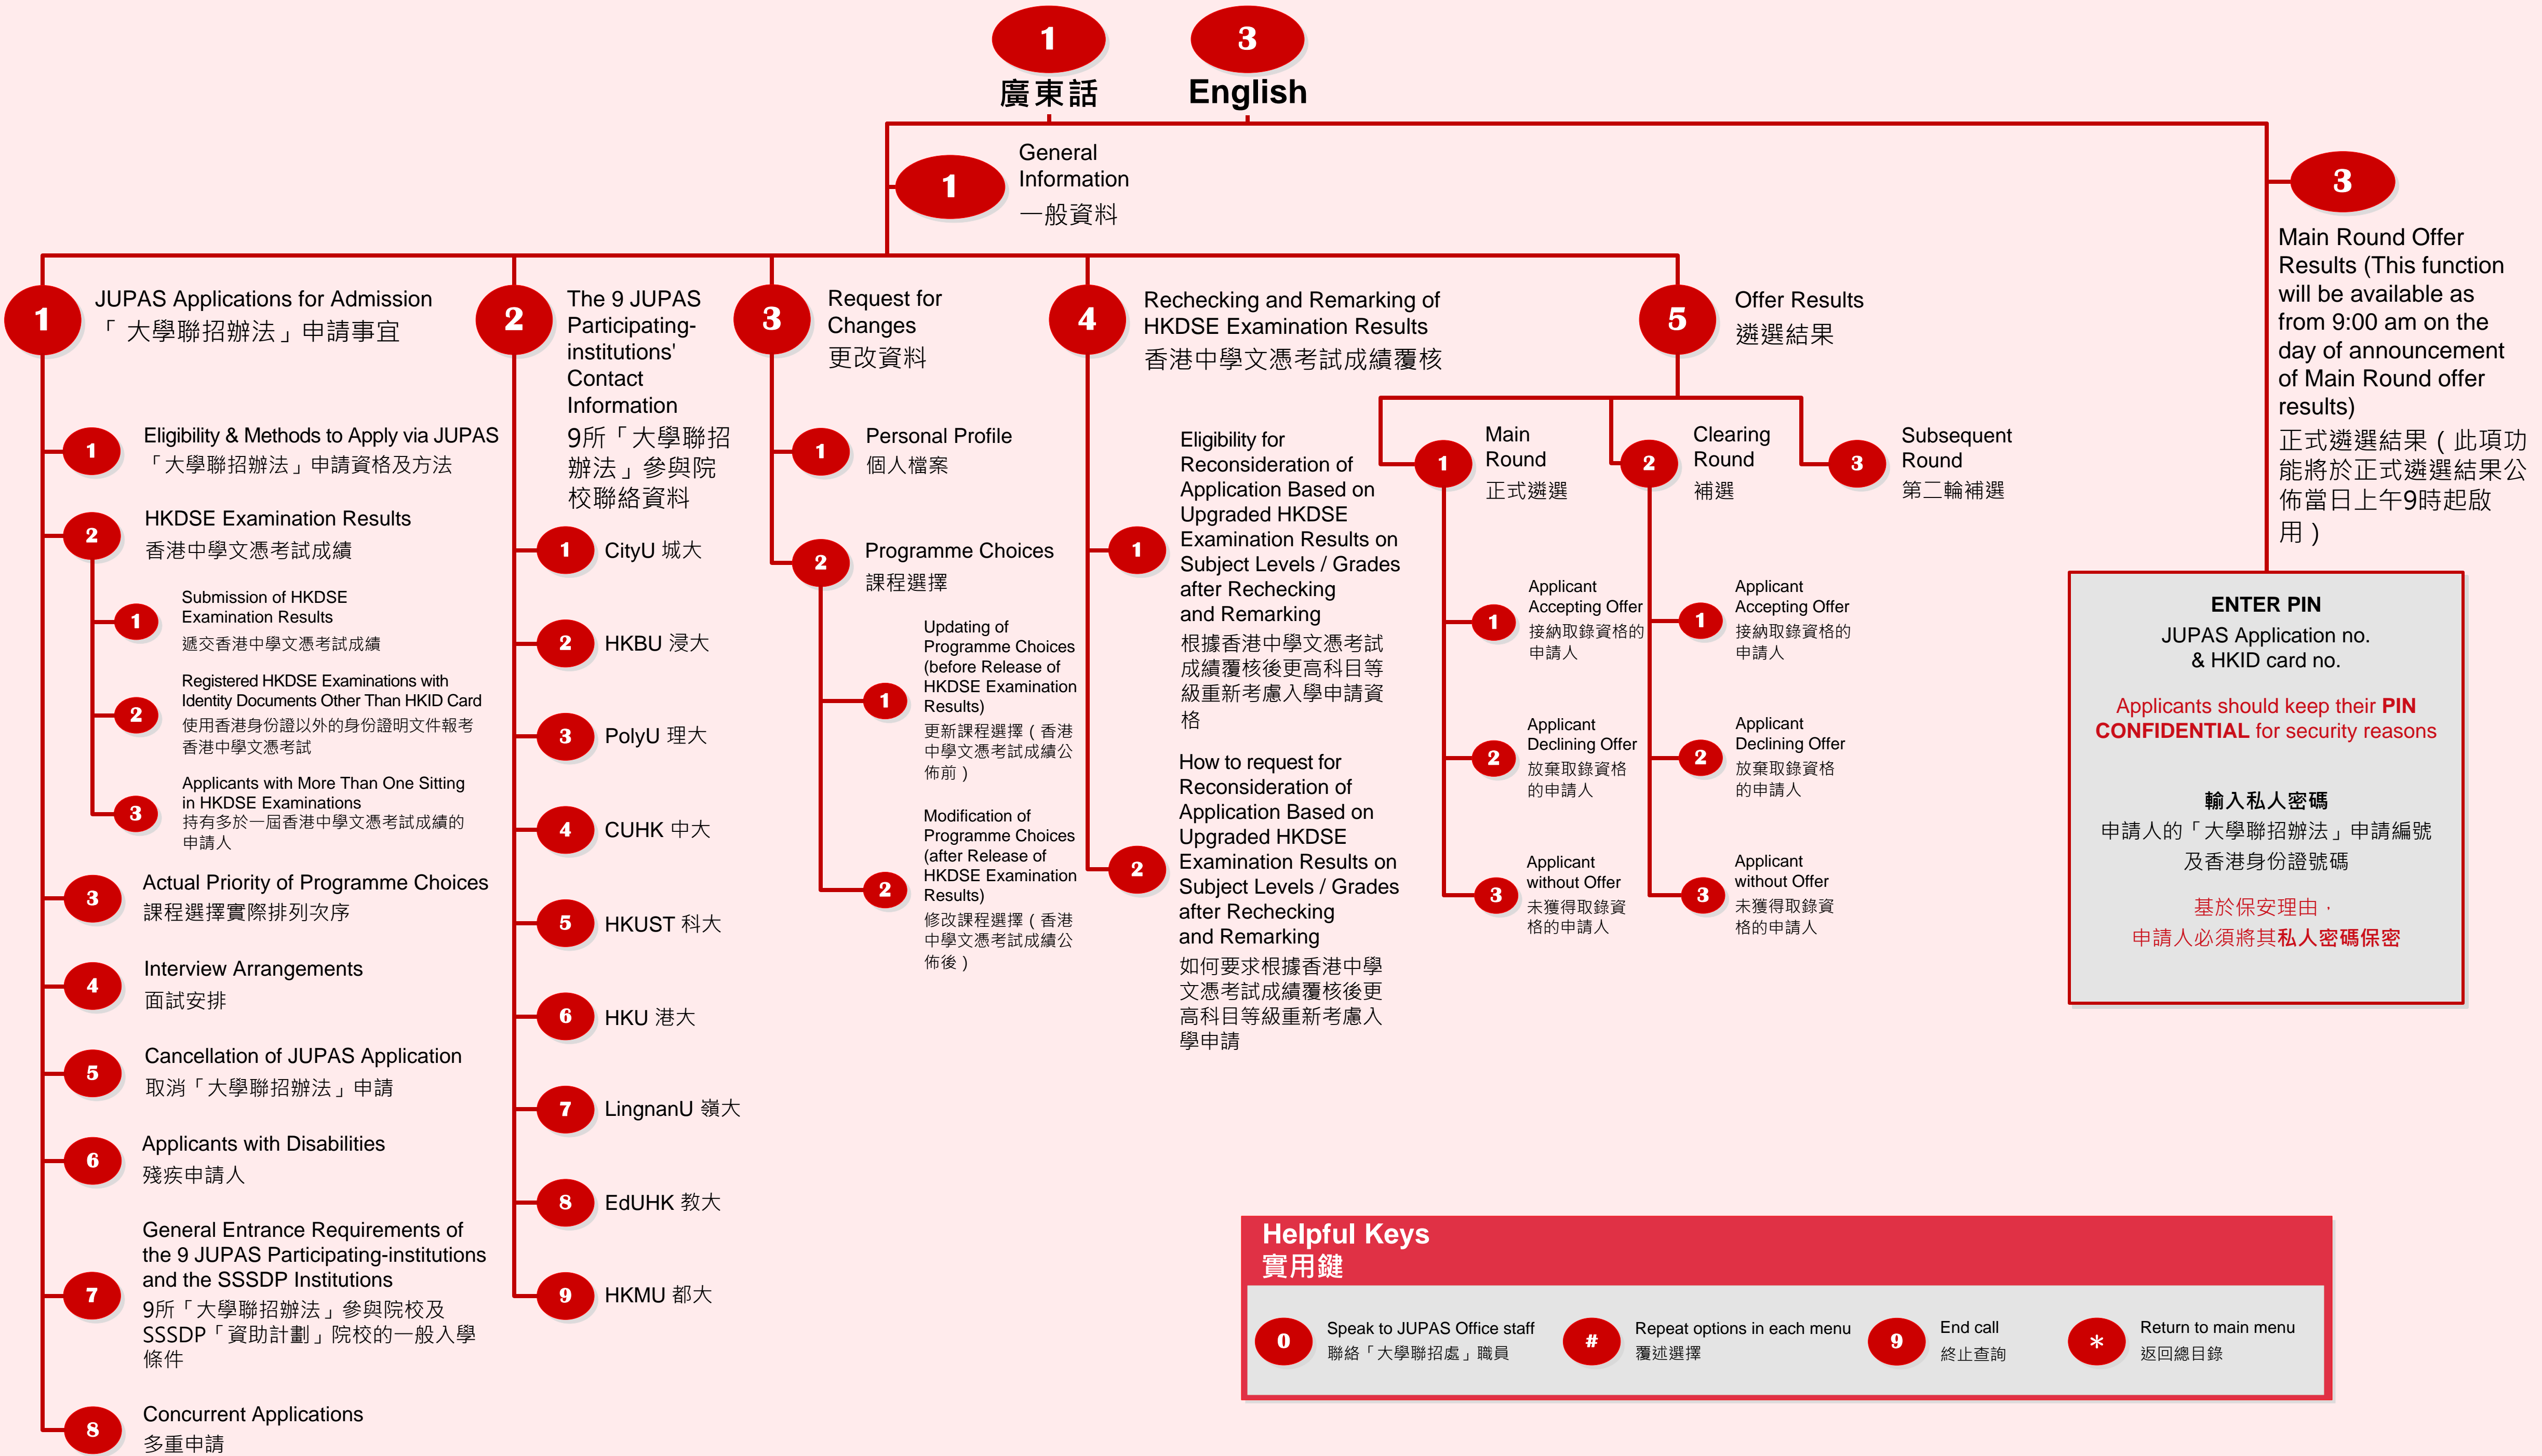 1
廣東話
3
English
1
General
Information
一般資料
3
Main Round Offer
Results (This function
will be available as
from 9:00 am on the
day of announcement
of Main Round offer
results)
正式遴選結果（此項功
能將於正式遴選結果公
佈當日上午9時起啟
用）
ENTER PIN
JUPAS Application no.
& HKID card no.
Applicants should keep their PIN
CONFIDENTIAL for security reasons
輸入私人密碼
申請人的「大學聯招辦法」申請編號
及香港身份證號碼
基於保安理由，
申請人必須將其私人密碼保密
1
JUPAS Applications for Admission
「 大學聯招辦法」申請事宜
1
Eligibility & Methods to Apply via JUPAS
「大學聯招辦法」申請資格及方法
2
HKDSE Examination Results
香港中學文憑考試成績
1
Submission of HKDSE
Examination Results
遞交香港中學文憑考試成績
2
Registered HKDSE Examinations with
Identity Documents Other Than HKID Card
使用香港身份證以外的身份證明文件報考
香港中學文憑考試
3
Applicants with More Than One Sitting
in HKDSE Examinations
持有多於一屆香港中學文憑考試成績的
申請人
3
Actual Priority of Programme Choices
課程選擇實際排列次序
4
Interview Arrangements
面試安排
5
Cancellation of JUPAS Application
取消「大學聯招辦法」申請
6
Applicants with Disabilities
殘疾申請人
7
General Entrance Requirements of
the 9 JUPAS Participating-institutions
and the SSSDP Institutions
9所「大學聯招辦法」參與院校及
SSSDP「資助計劃」院校的一般入學
條件
8
Concurrent Applications
多重申請
2
The 9 JUPAS
Participating-
institutions'
Contact
Information
9所「大學聯招
辦法」參與院
校聯絡資料
1
CityU 城大
2
HKBU 浸大
3
PolyU 理大
4
CUHK 中大
5
HKUST 科大
6
HKU 港大
7
LingnanU 嶺大
8
EdUHK 教大
9
HKMU 都大
3
Request for
Changes
更改資料
1
Personal Profile
個人檔案
2
Programme Choices
課程選擇
1
Updating of
Programme Choices
(before Release of
HKDSE Examination
Results)
更新課程選擇（香港
中學文憑考試成績公
佈前）
2
Modification of
Programme Choices
(after Release of
HKDSE Examination
Results)
修改課程選擇（香港
中學文憑考試成績公
佈後）
4
Rechecking and Remarking of
HKDSE Examination Results
香港中學文憑考試成績覆核
1
Eligibility for
Reconsideration of
Application Based on
Upgraded HKDSE
Examination Results on
Subject Levels / Grades
after Rechecking
and Remarking
根據香港中學文憑考試
成績覆核後更高科目等
級重新考慮入學申請資
格
2
How to request for
Reconsideration of
Application Based on
Upgraded HKDSE
Examination Results on
Subject Levels / Grades
after Rechecking
and Remarking
如何要求根據香港中學
文憑考試成績覆核後更
高科目等級重新考慮入
學申請
5
Offer Results
遴選結果
1
Main
Round
正式遴選
1
Applicant
Accepting Offer
接納取錄資格的
申請人
2
Applicant
Declining Offer
放棄取錄資格
的申請人
3
Applicant
without Offer
未獲得取錄資
格的申請人
2
Clearing
Round
補選
1
Applicant
Accepting Offer
接納取錄資格的
申請人
2
Applicant
Declining Offer
放棄取錄資格
的申請人
3
Applicant
without Offer
未獲得取錄資
格的申請人
3
Subsequent
Round
第二輪補選
Helpful Keys
實用鍵
0
Speak to JUPAS Office staff
聯絡「大學聯招處」職員
#
Repeat options in each menu
覆述選擇
9
End call
終止查詢
*
Return to main menu
返回總目錄